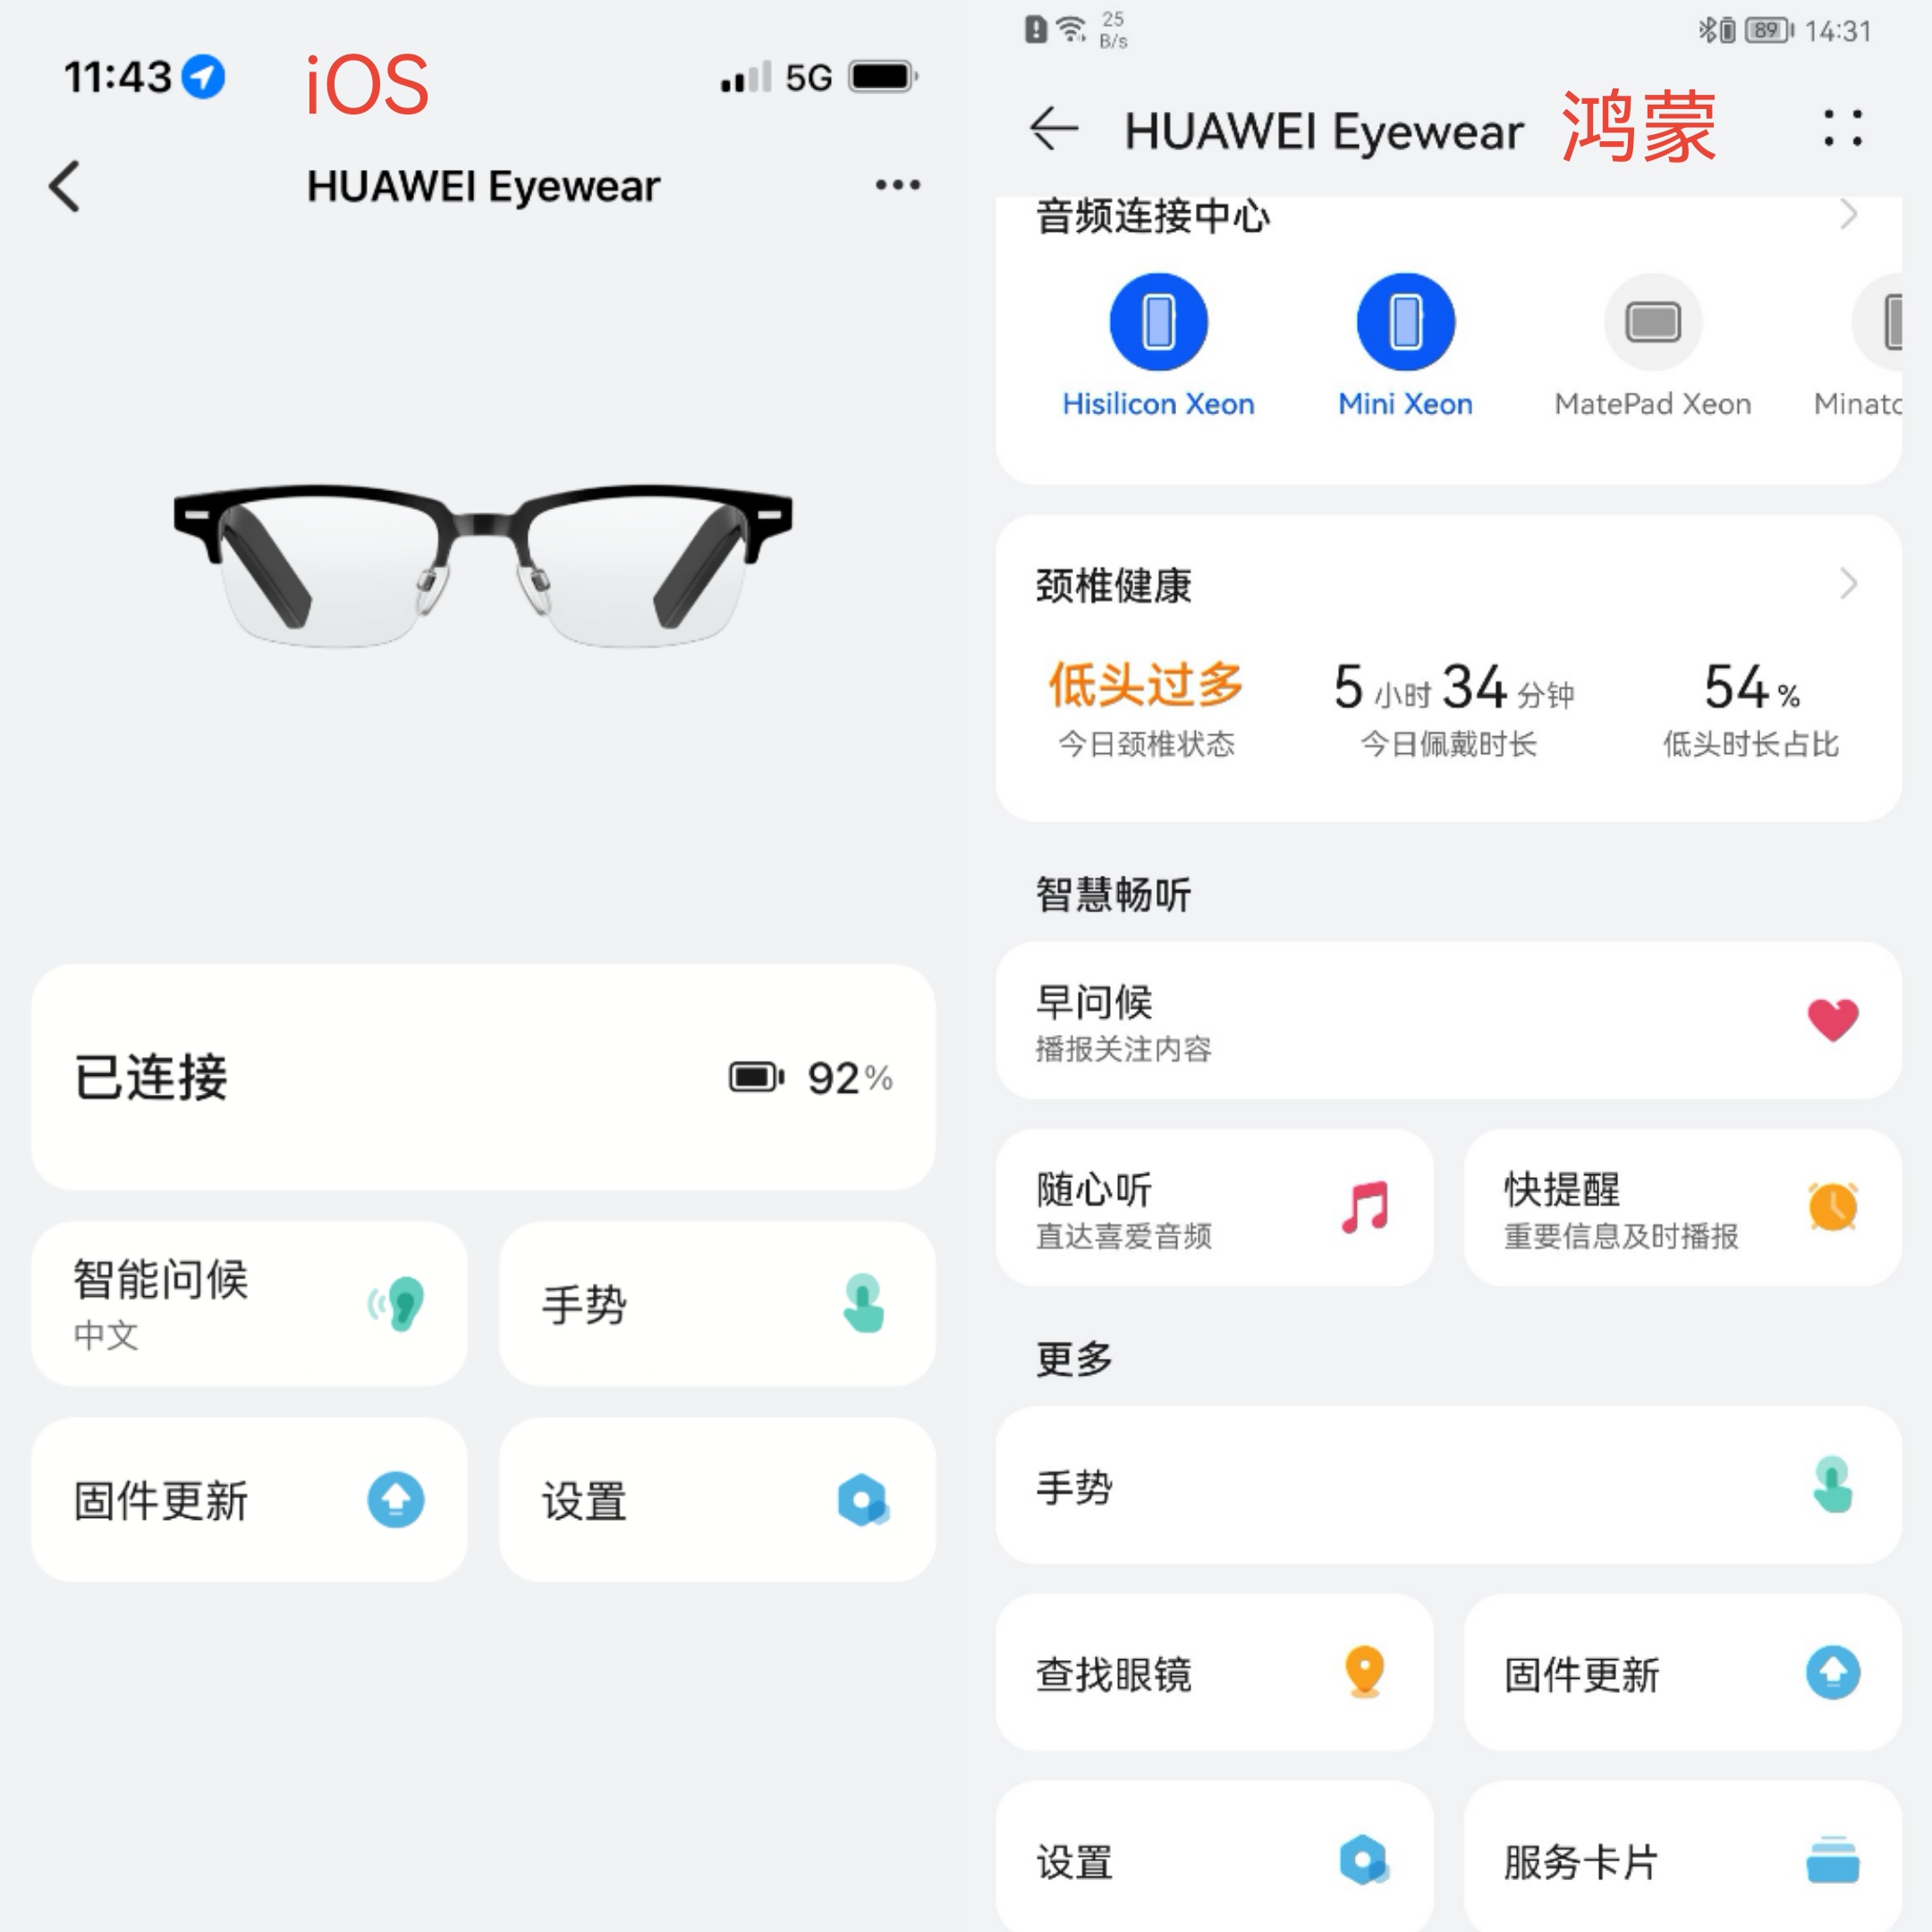 11:43
iOS
5G
HUAWEI Eyewear
已连接
92%
智能问候
中文
手势
固件更新
设置
25
B/s
89
14:31
HUAWEI Eyewear
鸿蒙
音频连接中心
Hisilicon Xeon
Mini Xeon
MatePad Xeon
Minato
颈椎健康
低头过多
5小时34分钟
54%
今日颈椎状态
今日佩戴时长
低头时长占比
智慧畅听
早问候
播报关注内容
随心听
直达喜爱音频
快提醒
重要信息及时播报
更多
手势
查找眼镜
固件更新
设置
服务卡片